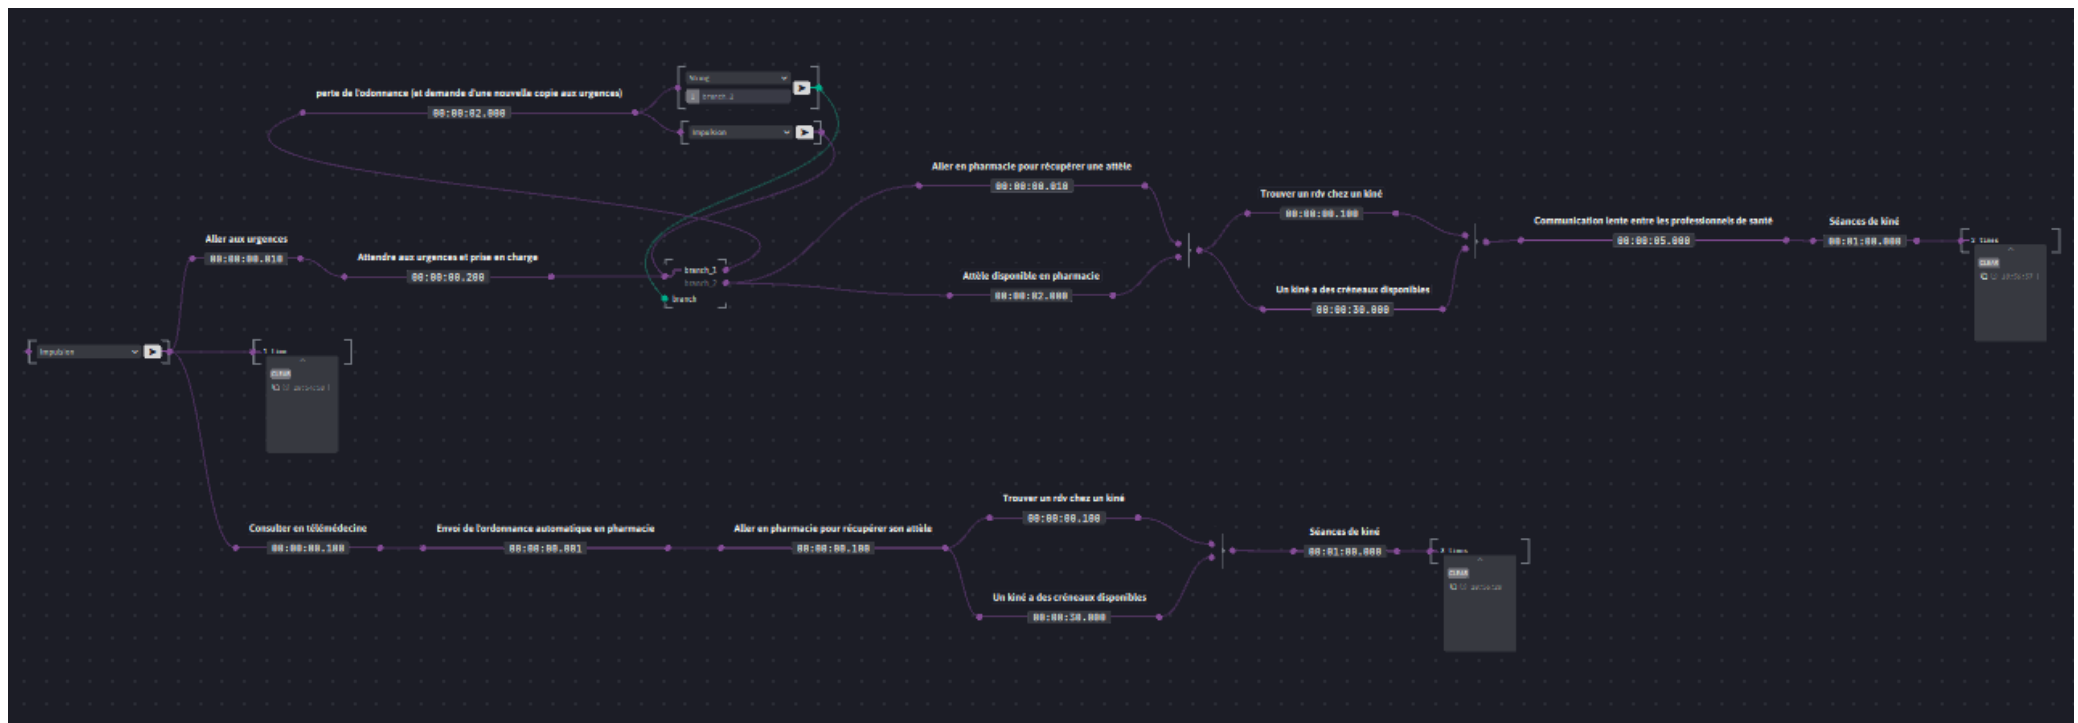 perte de l'odonnance (et demande d'une nouvelle copie aux urgences)
00:00:02.000
String
branch_2
Impulsion
Aller en pharmacie pour récupérer une attèle
00:00:00.010
Trouver un rdv chez un kiné
00:00:00.100
Communication lente entre les professionnels de santé
00:00:05.000
Séances de kiné
00:01:00.000
CLEAR
Aller aux urgences
00:00:00.010
Attendre aux urgences et prise en charge
00:00:00.200
branch_1
branch_2
branch
Attèle disponible en pharmacie
00:00:02.000
Un kiné a des créneaux disponibles
00:00:30.000
Impulsion
1 time
CLEAR
Consulter en télémédecine
00:00:00.100
Envoi de l'ordonnance automatique en pharmacie
00:00:00.001
Aller en pharmacie pour récupérer son attèle
00:00:00.100
Trouver un rdv chez un kiné
00:00:00.100
Un kiné a des créneaux disponibles
00:00:30.000
Séances de kiné
00:01:00.000
CLEAR